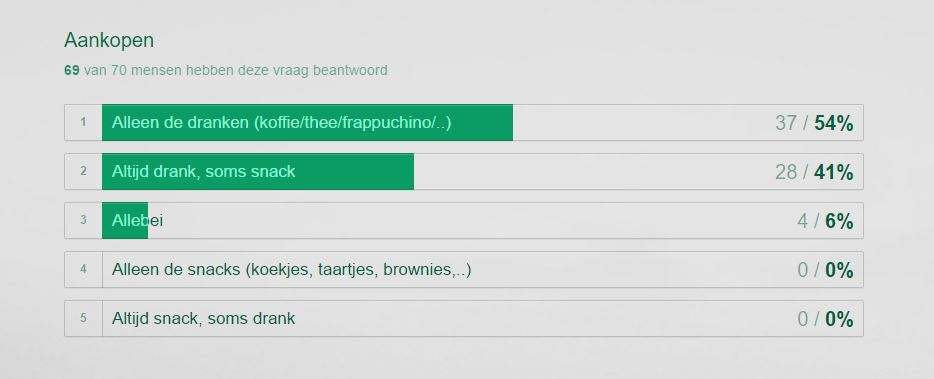 Aankopen
69 van 70 mensen hebben deze vraag beantwoord
1 Alleen de dranken (koffie/thee/frappuchino/..) 37 / 54%
2 Altijd drank, soms snack 28 / 41%
3 Allebei 4 / 6%
4 Alleen de snacks (koekjes, taartjes, brownies,..) 0 / 0%
5 Altijd snack, soms drank 0 / 0%